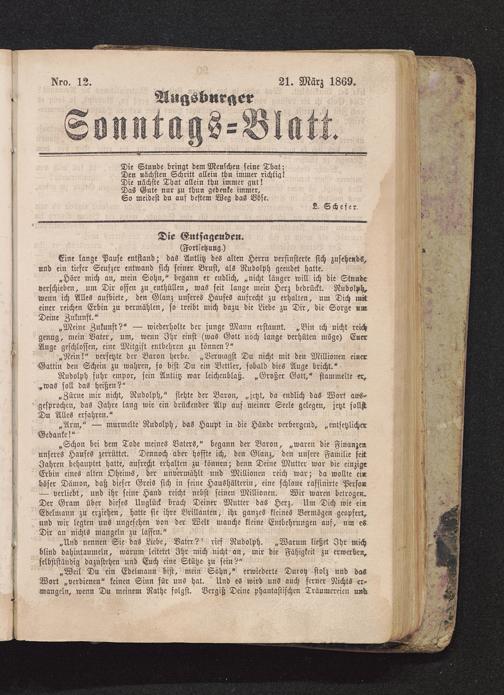 Nro. 12. 21. März 1869.
Augsburger
Sonntags=Blatt.
Die Stunde bringt dem Menschen seine That;
Den nächsten Schritt allein thu immer richtig!
Die nächste That allein thu immer gut!
Das Gute nur zu thun gedenke immer,
So meidest du auf bestem Weg das Böse.
L. Schefer.
Die Entsagenden.
(Fortsetzung.)
Eine lange Pause entstand; das Antlitz des alten Herrn verfinsterte sich zusehends,
und ein tiefer Seufzer entwand sich seiner Brust, als Rudolph geendet hatte.
„Höre mich an, mein Sohn,“ begann er endlich, „nicht länger will ich die Stunde
verschieben, um Dir offen zu enthüllen, was seit lange mein Herz bedrückt. Rudolph,
wenn ich Alles aufbiete, den Glanz unseres Hauses aufrecht zu erhalten, um Dich mit
einer reichen Erbin zu vermählen, so treibt mich dazu die Liebe zu Dir, die Sorge um
Deine Zukunft.“
„Meine Zukunft?“ — wiederholte der junge Mann erstaunt. „Bin ich nicht reich
genug, mein Vater, um, wenn Ihr einst (was Gott noch lange verhüten möge) Euer
Auge geschlossen, eine Mitgift entbehren zu können?“
„Nein!“ versetzte der Baron herbe. „Vermagst Du nicht mit den Millionen einer
Gattin den Schein zu wahren, so bist Du ein Bettler, sobald dies Auge bricht.“
Rudolph fuhr empor, sein Antlitz war leichenblaß. „Großer Gott,“ stammelte er,
„was soll das heißen?“
„Zürne mir nicht, Rudolph,“ flehte der Baron, „jetzt, da endlich das Wort aus=
gesprochen, das Jahre lang wie ein drückender Alp auf meiner Seele gelegen, jetzt sollst
Du Alles erfahren.“
„Arm,“ — murmelte Rudolph, das Haupt in die Hände verbergend, „entsetzlicher
Gedanke!“
„Schon bei dem Tode meines Vaters,“ begann der Baron, „waren die Finanzen
unseres Hauses zerrüttet. Dennoch aber hoffte ich, den Glanz, den unsere Familie seit
Jahren behauptet hatte, aufrecht erhalten zu können; denn Deine Mutter war die einzige
Erbin eines alten Oheims, der unvermählt und Millionen reich war; da wollte ein
böser Dämon, daß dieser Greis sich in seine Haushälterin, eine schlaue raffinirte Person
— verliebt, und ihr seine Hand reicht nebst seinen Millionen. Wir waren betrogen.
Der Gram über dieses Unglück brach Deiner Mutter das Herz. Um Dich wie ein
Edelmann zu erziehen, hatte sie ihre Brillanten, ihr ganzes kleines Vermögen geopfert,
und wir legten uns ungesehen von der Welt manche kleine Entbehrungen auf, um es
Dir an nichts mangeln zu lassen.“
„Und nennen Sie das Liebe, Vater?“ rief Rudolph. „Warum ließet Ihr mich
blind dahintaumeln, warum leitetet Ihr mich nicht an, mir die Fähigkeit zu erwerben,
selbstständig dazustehen und Euch eine Stütze zu sein?“
„Weil Du ein Edelmann bist, mein Sohn,“ erwiederte Duroy stolz und das
Wort „verdienen“ keinen Sinn für uns hat. Und es wird uns auch ferner Nichts er=
mangeln, wenn Du meinem Rathe folgst. Vergiß Deine phantastischen Träumereien und